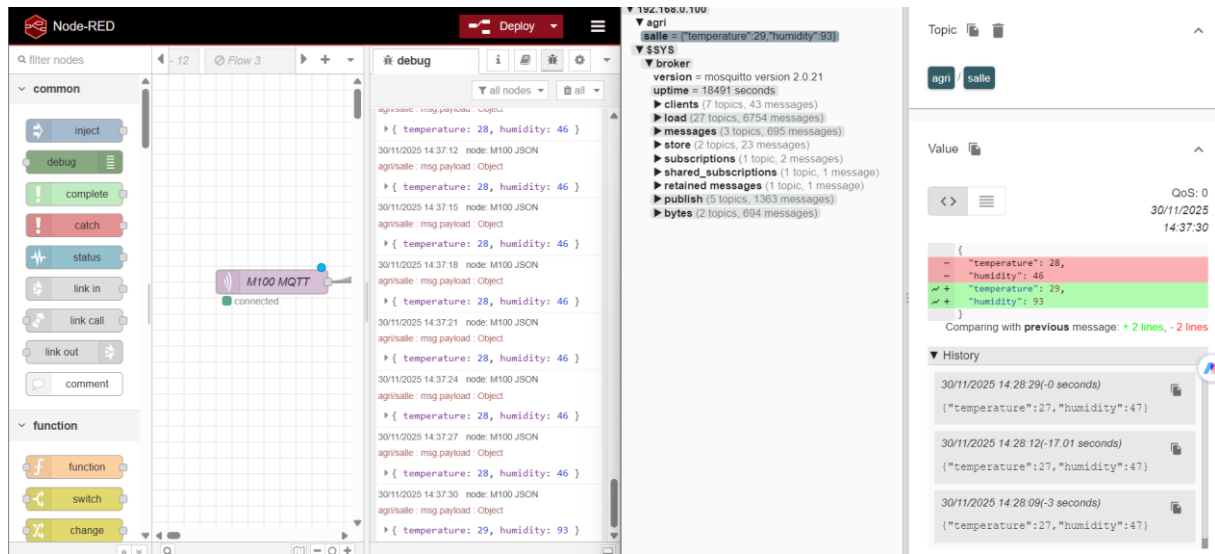 Node-RED
Deploy
filter nodes
common
inject
debug
complete
catch
status
link in
link call
link out
comment
function
function
switch
change
- 12
Flow 3
M100 MQTT
connected
debug
all nodes
all
agri/salle : msg.payload : Object
{ temperature: 28, humidity: 46 }
30/11/2025 14:37:12 node: M100 JSON
agri/salle : msg.payload : Object
{ temperature: 28, humidity: 46 }
30/11/2025 14:37:15 node: M100 JSON
agri/salle : msg.payload : Object
{ temperature: 28, humidity: 46 }
30/11/2025 14:37:18 node: M100 JSON
agri/salle : msg.payload : Object
{ temperature: 28, humidity: 46 }
30/11/2025 14:37:21 node: M100 JSON
agri/salle : msg.payload : Object
{ temperature: 28, humidity: 46 }
30/11/2025 14:37:24 node: M100 JSON
agri/salle : msg.payload : Object
{ temperature: 28, humidity: 46 }
30/11/2025 14:37:27 node: M100 JSON
agri/salle : msg.payload : Object
{ temperature: 28, humidity: 46 }
30/11/2025 14:37:30 node: M100 JSON
agri/salle : msg.payload : Object
{ temperature: 29, humidity: 93 }
192.168.0.100
agri
salle = {"temperature":29,"humidity":93}
$SYS
broker
version = mosquitto version 2.0.21
uptime = 18491 seconds
clients (7 topics, 43 messages)
load (27 topics, 6754 messages)
messages (3 topics, 695 messages)
store (2 topics, 23 messages)
subscriptions (1 topic, 2 messages)
shared_subscriptions (1 topic, 1 message)
retained messages (1 topic, 1 message)
publish (5 topics, 1363 messages)
bytes (2 topics, 694 messages)
Topic
agri / salle
Value
QoS: 0
30/11/2025
14:37:30
{
- "temperature": 28,
- "humidity": 46
+ "temperature": 29,
+ "humidity": 93
}
Comparing with previous message: + 2 lines, - 2 lines
History
30/11/2025 14:28:29(-0 seconds)
{"temperature":27,"humidity":47}
30/11/2025 14:28:12(-17.01 seconds)
{"temperature":27,"humidity":47}
30/11/2025 14:28:09(-3 seconds)
{"temperature":27,"humidity":47}